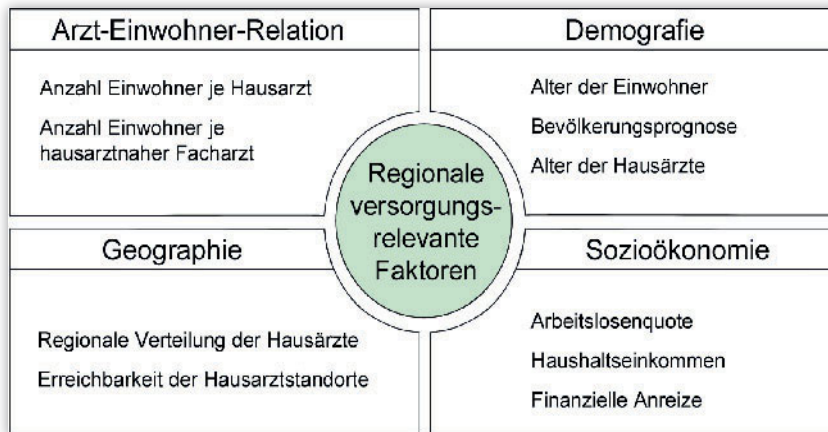 Arzt-Einwohner-Relation
Anzahl Einwohner je Hausarzt
Anzahl Einwohner je
hausarztnaher Facharzt
Demografie
Alter der Einwohner
Bevölkerungsprognose
Alter der Hausärzte
Regionale
versorgungs-
relevante
Faktoren
Geographie
Regionale Verteilung der Hausärzte
Erreichbarkeit der Hausarztstandorte
Sozioökonomie
Arbeitslosenquote
Haushaltseinkommen
Finanzielle Anreize